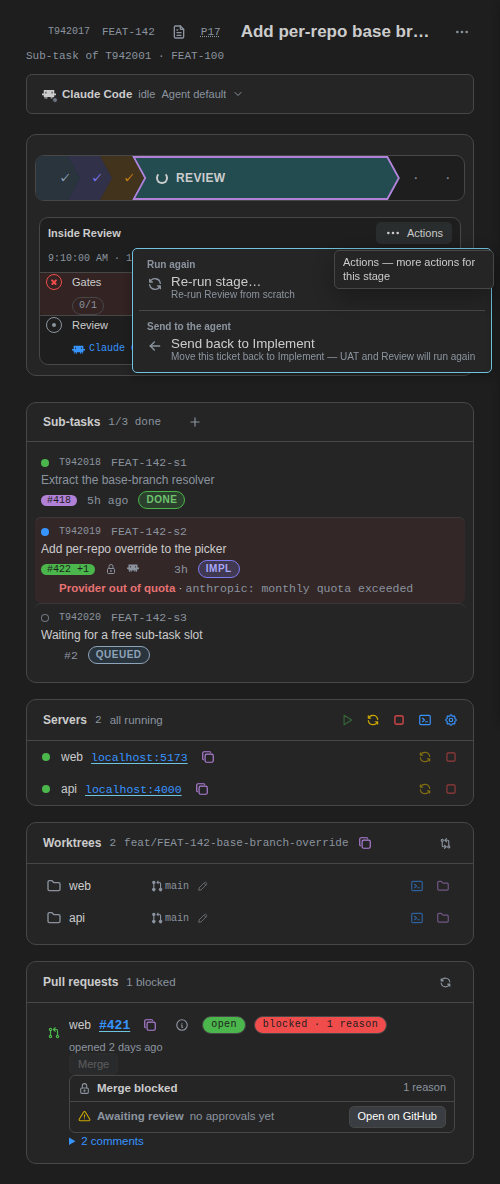 T942017 FEAT-142 P17 Add per-repo base br…
Sub-task of T942001 · FEAT-100
Claude Code idle Agent default
REVIEW
Inside Review
Actions
9:10:00 AM · 1
Gates
0/1
Review
Claude
Run again
Re-run stage…
Re-run Review from scratch
Send to the agent
Send back to Implement
Move this ticket back to Implement — UAT and Review will run again
Actions — more actions for
this stage
Sub-tasks 1/3 done
T942018 FEAT-142-s1
Extract the base-branch resolver
#418 5h ago DONE
T942019 FEAT-142-s2
Add per-repo override to the picker
#422 +1 3h IMPL
Provider out of quota · anthropic: monthly quota exceeded
T942020 FEAT-142-s3
Waiting for a free sub-task slot
#2 QUEUED
Servers 2 all running
web localhost:5173
api localhost:4000
Worktrees 2 feat/FEAT-142-base-branch-override
web main
api main
Pull requests 1 blocked
web #421 open blocked · 1 reason
opened 2 days ago
Merge
Merge blocked 1 reason
Awaiting review no approvals yet Open on GitHub
2 comments